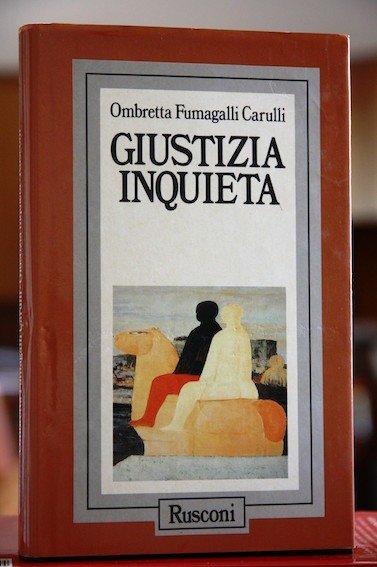 Ombretta Fumagalli Carulli
GIUSTIZIA
INQUIETA
Rusconi